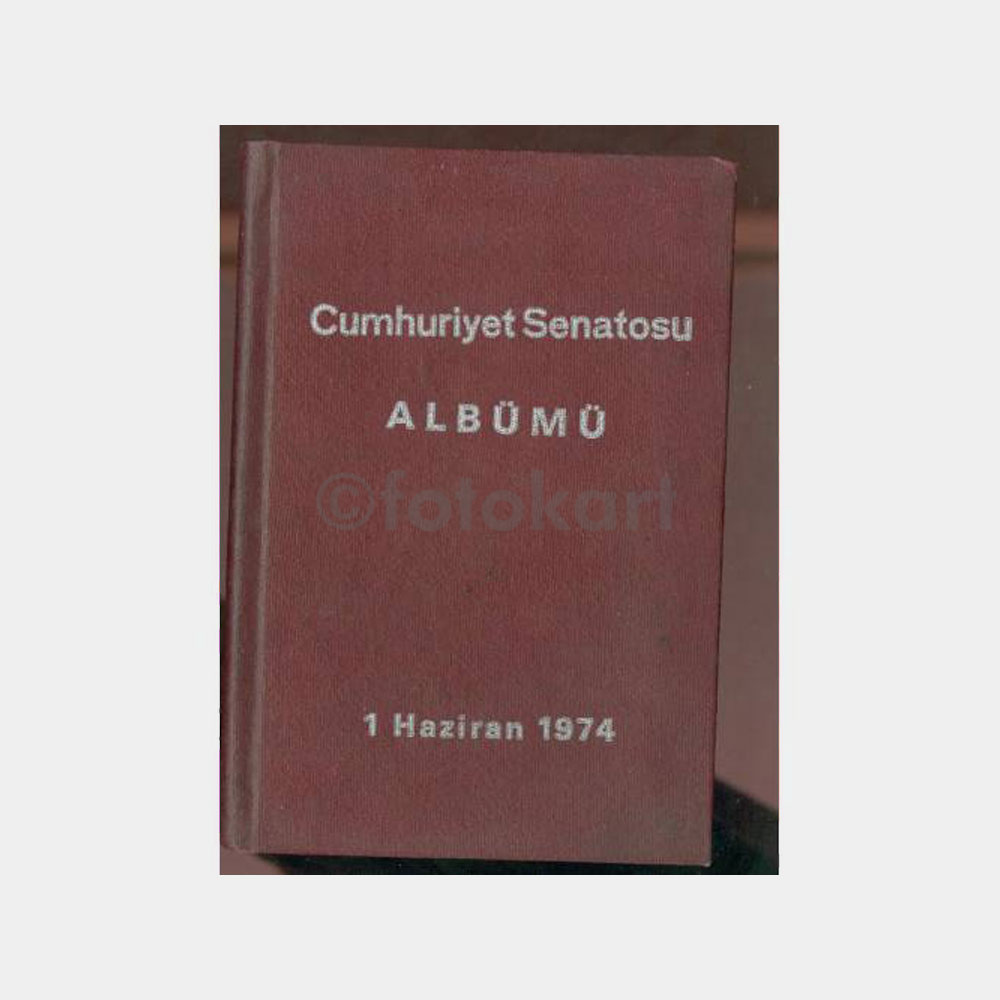 Cumhuriyet Senatosu
ALBÜMÜ
©fotokart
1 Haziran 1974